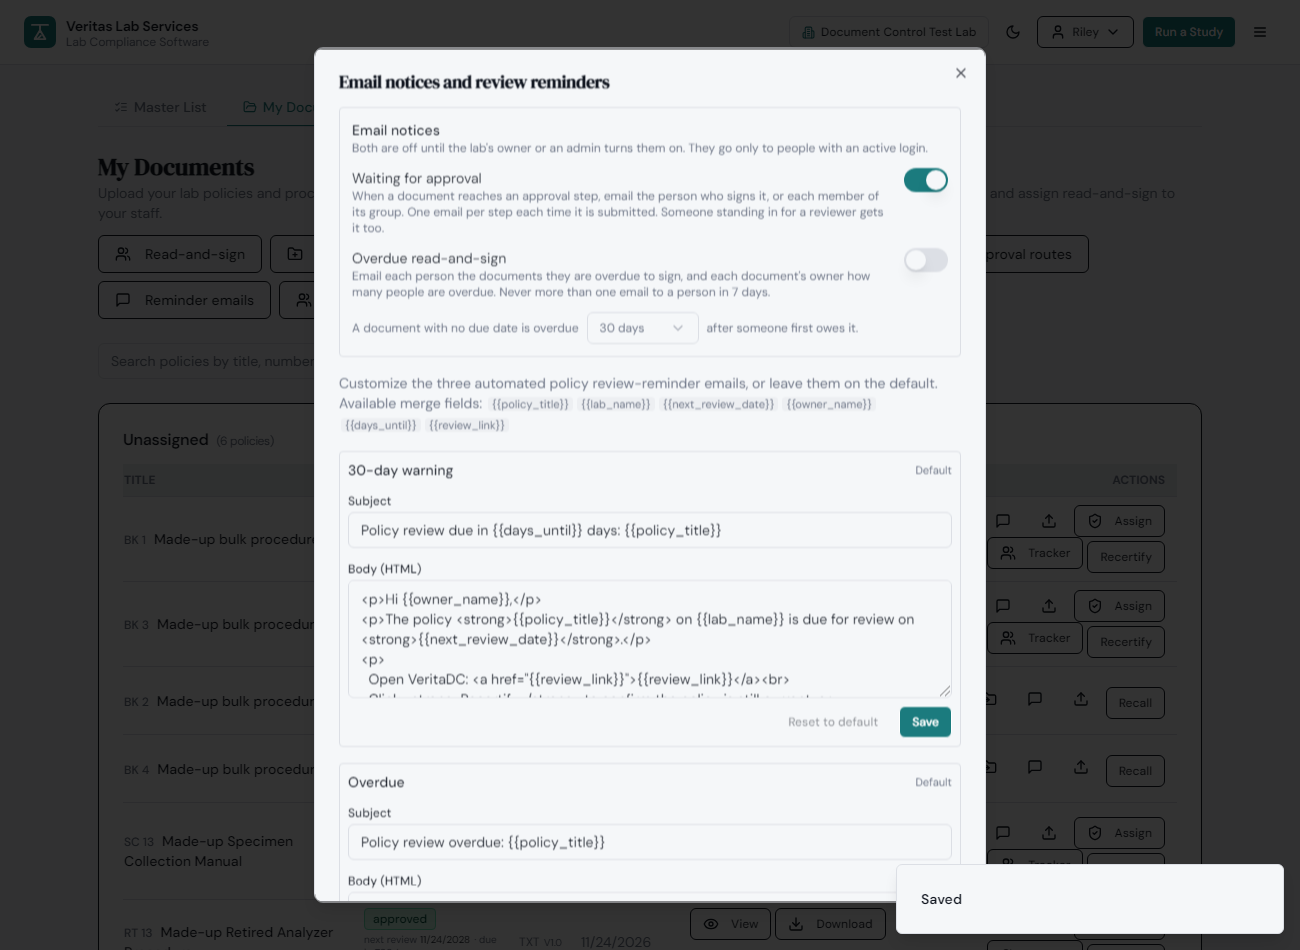 Veritas Lab Services
Lab Compliance Software
Document Control Test Lab
Riley
Run a Study
Master List
My Doc
My Documents
Upload your lab policies and proc
and assign read-and-sign to
your staff.
Read-and-sign
proval routes
Reminder emails
Search policies by title, number
Unassigned (6 policies)
TITLE
ACTIONS
BK 1 Made-up bulk procedur
Assign
Tracker
Recertify
BK 3 Made-up bulk procedur
Assign
Tracker
Recertify
BK 2 Made-up bulk procedur
Recall
BK 4 Made-up bulk procedur
Recall
SC 13 Made-up Specimen
Collection Manual
Assign
RT 13 Made-up Retired Analyzer
approved
next review 11/24/2028 · due
TXT v1.0
11/24/2026
View
Download
Email notices and review reminders
Email notices
Both are off until the lab's owner or an admin turns them on. They go only to people with an active login.
Waiting for approval
When a document reaches an approval step, email the person who signs it, or each member of
its group. One email per step each time it is submitted. Someone standing in for a reviewer gets
it too.
Overdue read-and-sign
Email each person the documents they are overdue to sign, and each document's owner how
many people are overdue. Never more than one email to a person in 7 days.
A document with no due date is overdue 30 days after someone first owes it.
Customize the three automated policy review-reminder emails, or leave them on the default.
Available merge fields: {{policy_title}} {{lab_name}} {{next_review_date}} {{owner_name}}
{{days_until}} {{review_link}}
30-day warning
Default
Subject
Policy review due in {{days_until}} days: {{policy_title}}
Body (HTML)
<p>Hi {{owner_name}},</p>
<p>The policy <strong>{{policy_title}}</strong> on {{lab_name}} is due for review on
<strong>{{next_review_date}}</strong>.</p>
<p>
Open VeritaDC: <a href="{{review_link}}">{{review_link}}</a><br>
Reset to default
Save
Overdue
Default
Subject
Policy review overdue: {{policy_title}}
Body (HTML)
Saved